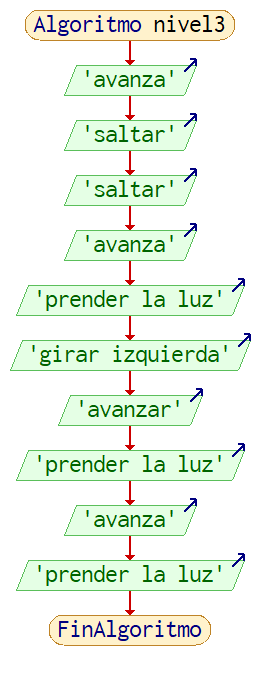 Algoritmo nivel3
'avanza'
'saltar'
'saltar'
'avanza'
'prender la luz'
'girar izquierda'
'avanzar'
'prender la luz'
'avanza'
'prender la luz'
FinAlgoritmo